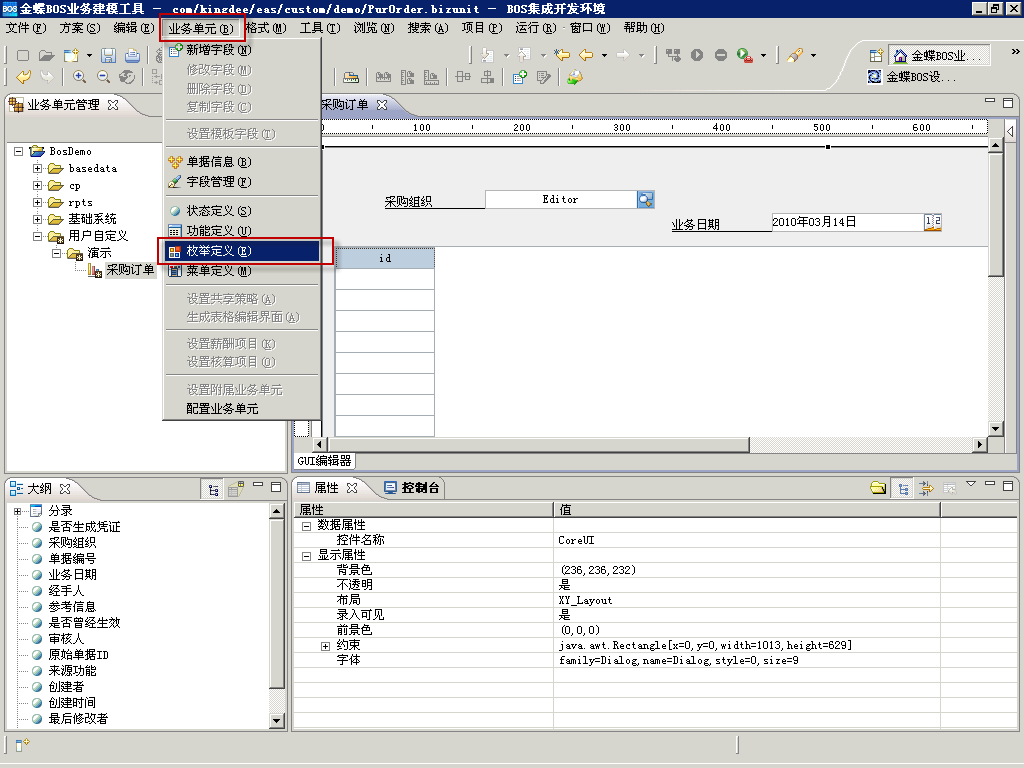 金蝶BOS业务建模工具 — com/kingdee/eas/custom/demo/PurOrder.bizunit — BOS集成开发环境
文件(F) 方案(S) 编辑(E) 业务单元(B) 格式(M) 工具(T) 浏览(N) 搜索(A) 项目(P) 运行(R) 窗口(W) 帮助(H)
金蝶BOS业...
金蝶BOS设...
业务单元管理
BosDemo
basedata
cp
rpts
基础系统
用户自定义
演示
采购订单
新增字段(N)
修改字段(M)
删除字段(D)
复制字段(C)
设置模板字段(T)
单据信息(B)
字段管理(F)
状态定义(S)
功能定义(U)
枚举定义(E)
菜单定义(M)
设置共享策略(A)
生成表格编辑界面(A)
设置薪酬项目(K)
设置核算项目(O)
设置附属业务单元
配置业务单元
采购订单
100 200 300 400 500 600
采购组织 Editor
业务日期 2010年03月14日
id
GUI编辑器
大纲
分录
是否生成凭证
采购组织
单据编号
业务日期
经手人
参考信息
是否曾经生效
审核人
原始单据ID
来源功能
创建者
创建时间
最后修改者
属性 控制台
属性 值
数据属性
控件名称 CoreUI
显示属性
背景色 (236,236,232)
不透明 是
布局 XY_Layout
录入可见 是
前景色 (0,0,0)
约束 java.awt.Rectangle[x=0,y=0,width=1013,height=629]
字体 family=Dialog,name=Dialog,style=0,size=9